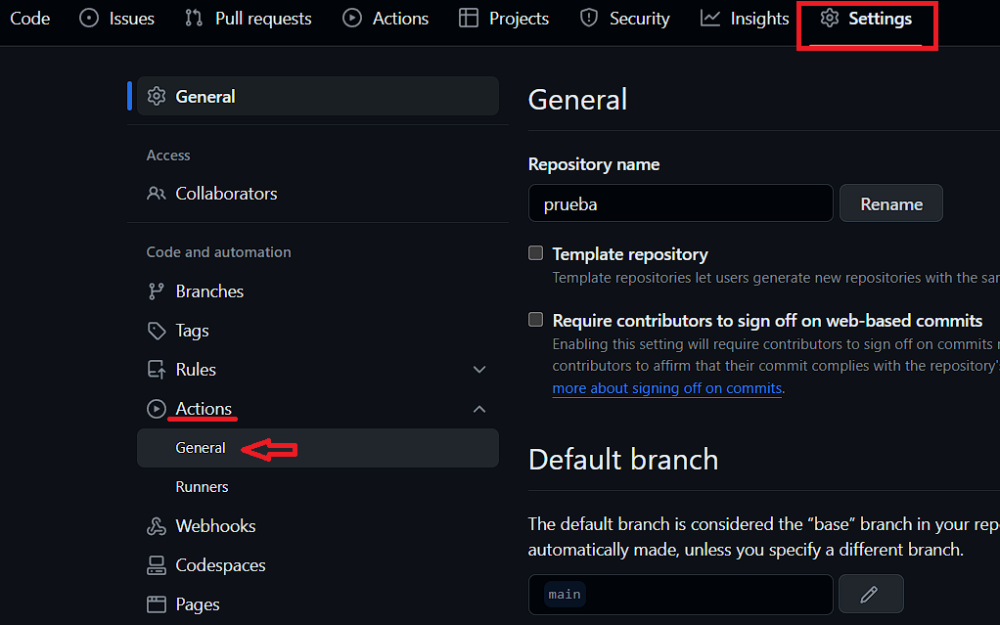 Code Issues Pull requests Actions Projects Security Insights Settings
General
Access
Collaborators
Code and automation
Branches
Tags
Rules
Actions
General
Runners
Webhooks
Codespaces
Pages
General
Repository name
prueba Rename
Template repository
Template repositories let users generate new repositories with the
Require contributors to sign off on web-based commits
Enabling this setting will require contributors to sign off on commits
contributors to affirm that their commit complies with the repository's
more about signing off on commits.
Default branch
The default branch is considered the “base” branch in your
automatically made, unless you specify a different branch.
main